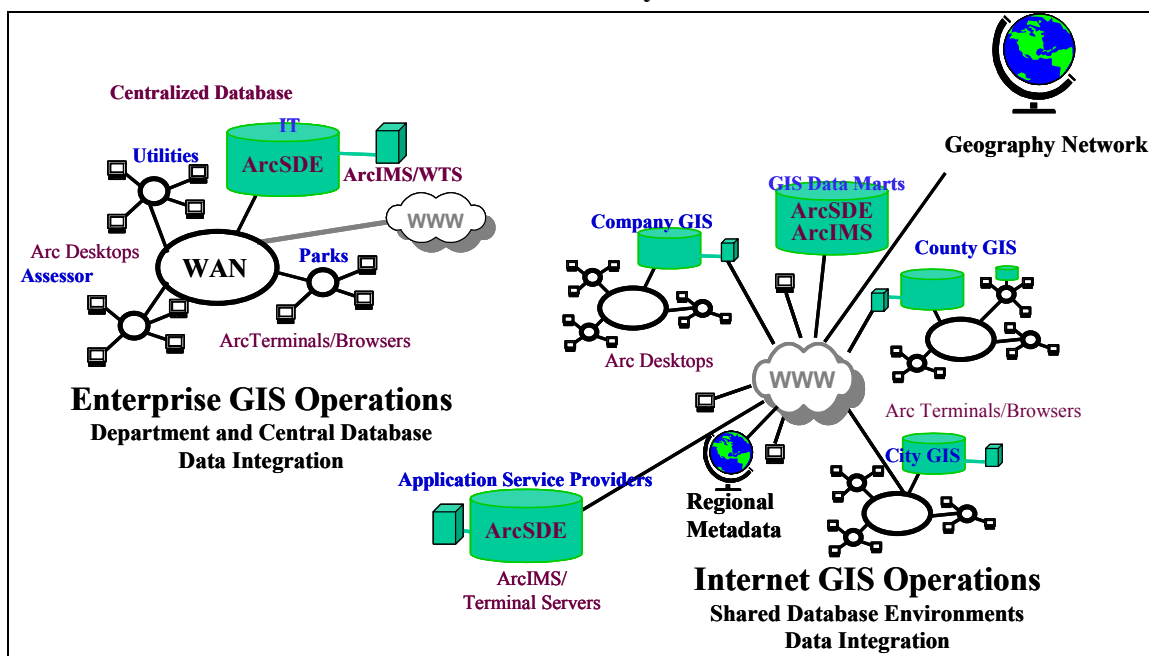 Centralized Database
IT
ArcSDE
ArcIMS/WTS
Utilities
WWW
Arc Desktops
Assessor
WAN
Parks
ArcTerminals/Browsers
Enterprise GIS Operations
Department and Central Database
Data Integration
Geography Network
GIS Data Marts
ArcSDE
ArcIMS
Company GIS
County GIS
Arc Desktops
WWW
Arc Terminals/Browsers
City GIS
Application Service Providers
ArcSDE
ArcIMS/
Terminal Servers
Regional
Metadata
Internet GIS Operations
Shared Database Environments
Data Integration